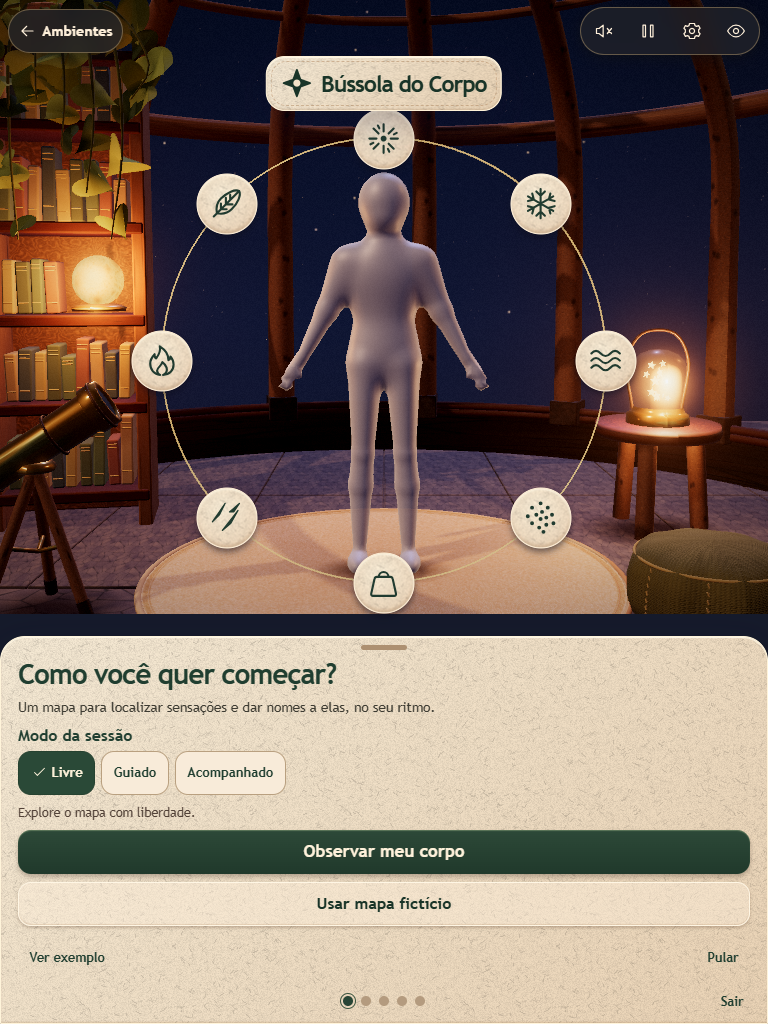 Ambientes
Bússola do Corpo
Como você quer começar?
Um mapa para localizar sensações e dar nomes a elas, no seu ritmo.
Modo da sessão
Livre
Guiado
Acompanhado
Explore o mapa com liberdade.
Observar meu corpo
Usar mapa fictício
Ver exemplo
Pular
Sair